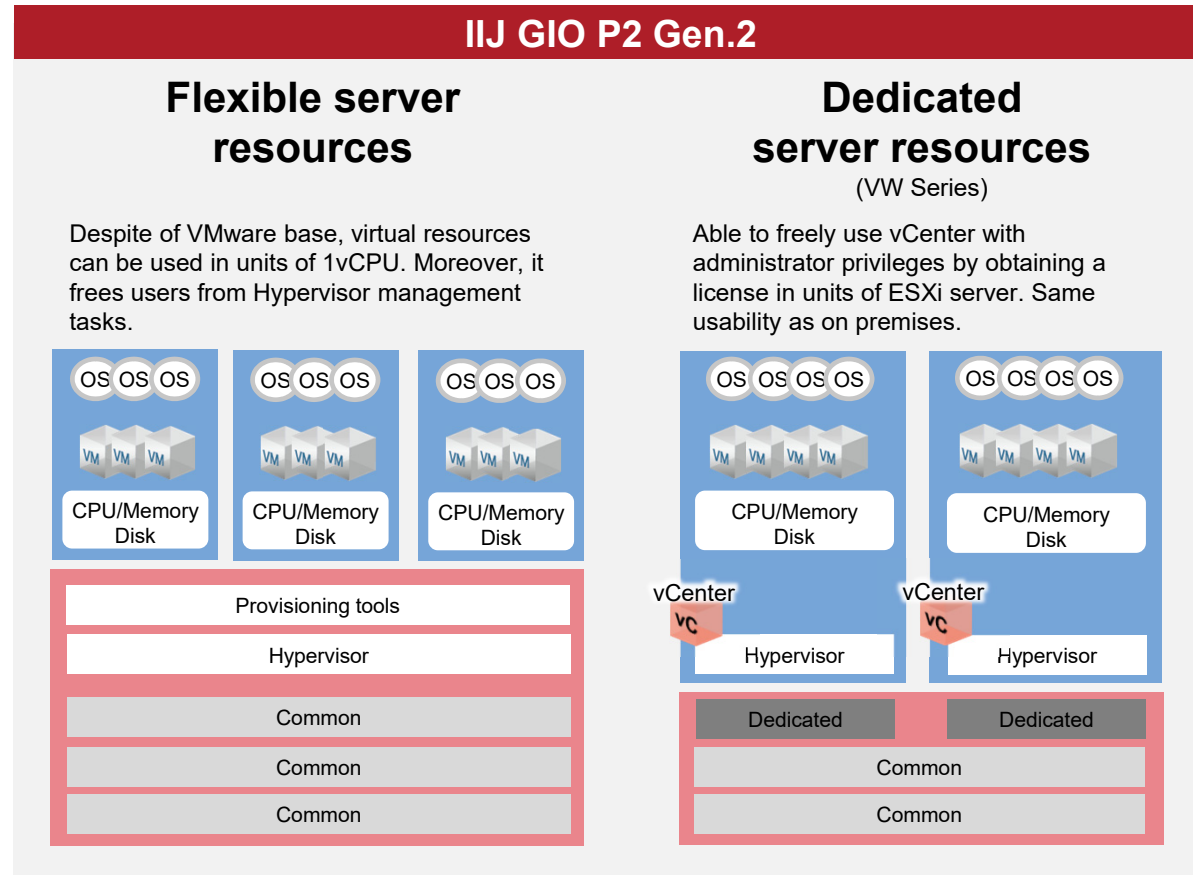 IIJ GIO P2 Gen.2
Flexible server
resources
Despite of VMware base, virtual resources
can be used in units of 1vCPU. Moreover, it
frees users from Hypervisor management
tasks.
OS OS OS
OS OS OS
OS OS OS
VM VM VM
VM VM VM
VM VM VM
CPU/Memory
Disk
CPU/Memory
Disk
CPU/Memory
Disk
Provisioning tools
Hypervisor
Common
Common
Common
Dedicated
server resources
(VW Series)
Able to freely use vCenter with
administrator privileges by obtaining a
license in units of ESXi server. Same
usability as on premises.
OS OS OS OS
OS OS OS OS
VM VM VM VM
VM VM VM VM
CPU/Memory
Disk
CPU/Memory
Disk
vCenter
vCenter
VC
VC
Hypervisor
Hypervisor
Dedicated
Dedicated
Common
Common